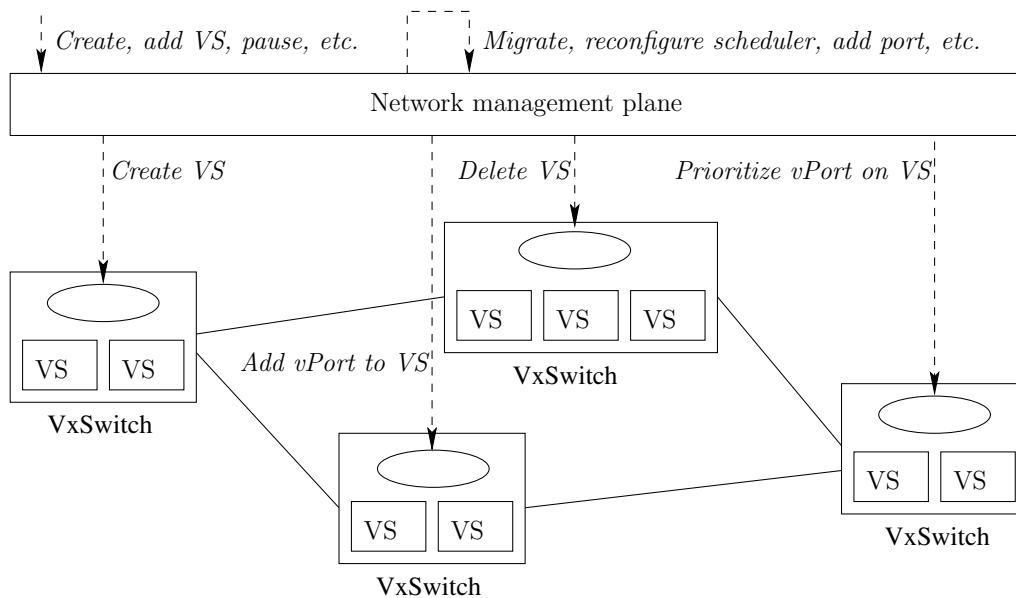 Create, add VS, pause, etc.
Migrate, reconfigure scheduler, add port, etc.
Network management plane
Create VS
Delete VS
Prioritize vPort on VS
VS VS VS
VS VS
Add vPort to VS
VxSwitch
VxSwitch
VS VS
VS VS
VxSwitch
VxSwitch